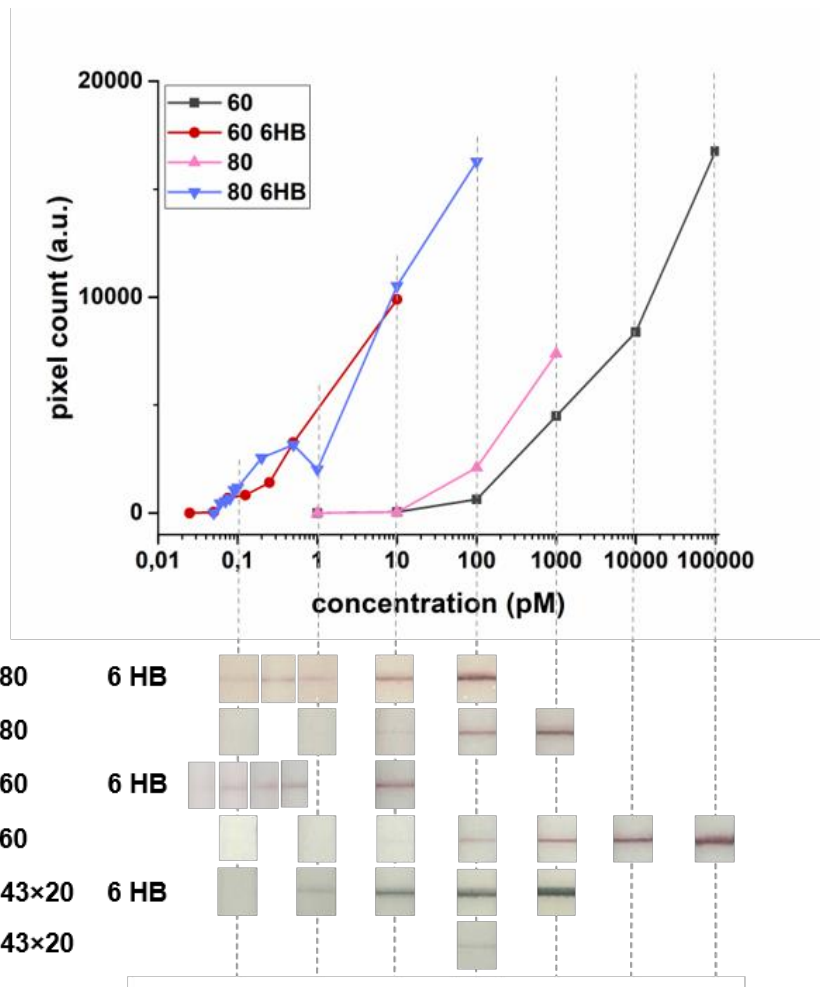 20000
60
60 6HB
80
80 6HB
10000
0
pixel count (a.u.)
0,01 0,1 1 10 100 1000 10000 100000
concentration (pM)
80 6 HB
80
60 6 HB
60
43×20 6 HB
43×20